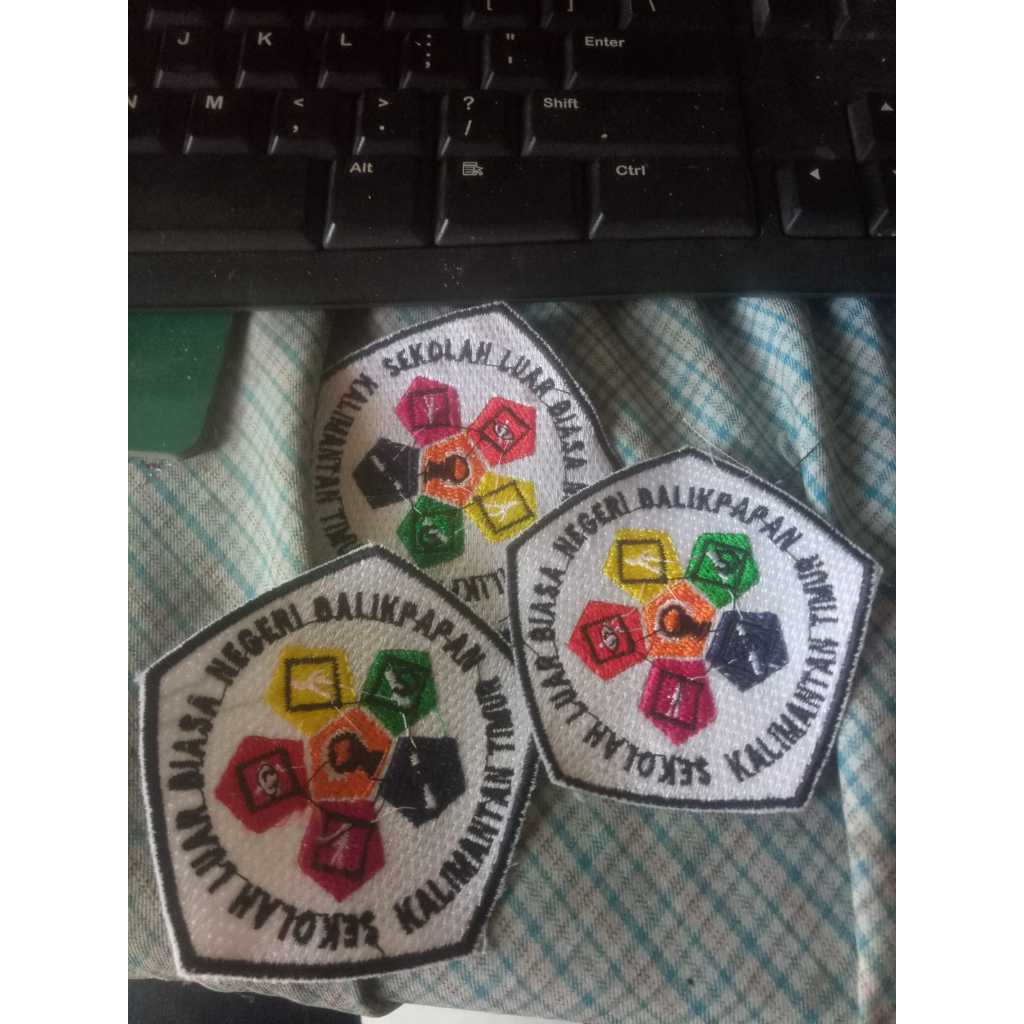 [ ] \
J K L : ; " ' Enter
N M < , > . ? / Shift
Alt Ctrl
SEKOLAH LUAR BIASA N
KALIMANTAN TIMU
SEKOLAH LUAR BIASA NEGERI BALIKPAPAN
KALIMANTAN TIMUR
SEKOLAH LUAR BIASA NEGERI BALIKPAPAN
KALIMANTAN TIMUR